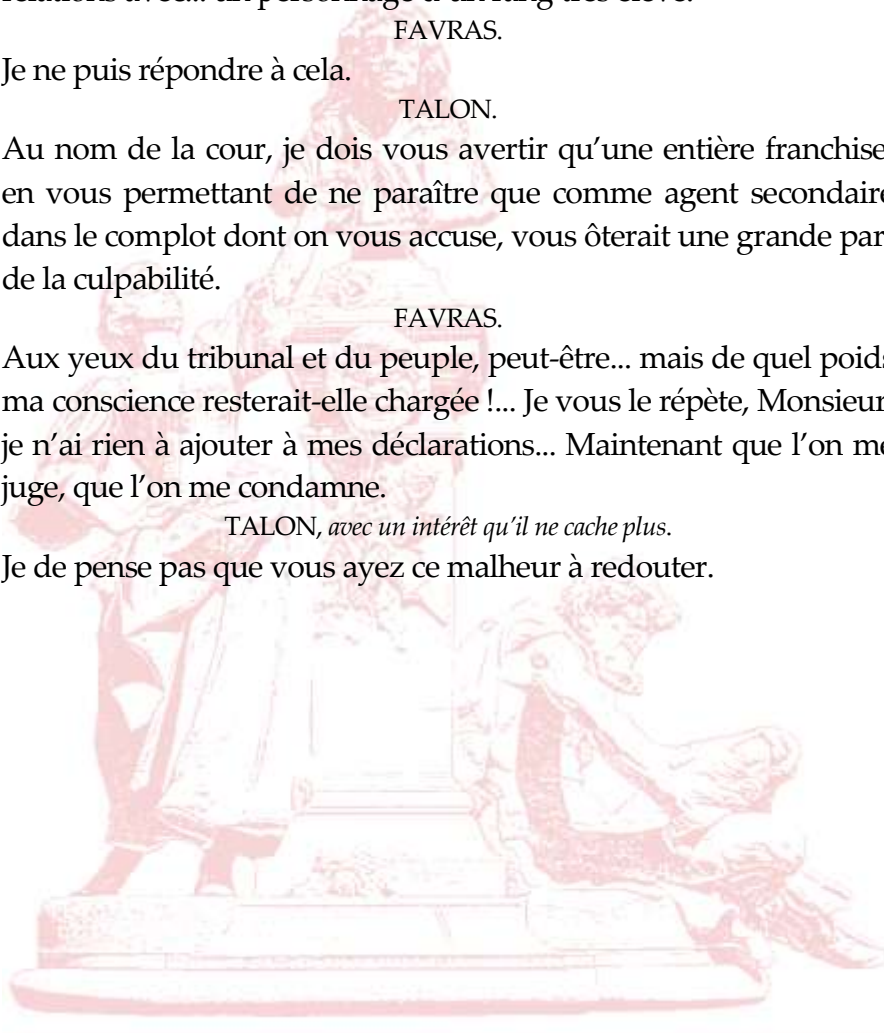 FAVRAS.
Je ne puis répondre à cela.
TALON.
Au nom de la cour, je dois vous avertir qu’une entière franchise
en vous permettant de ne paraître que comme agent secondaire
dans le complot dont on vous accuse, vous ôterait une grande par
de la culpabilité.
FAVRAS.
Aux yeux du tribunal et du peuple, peut-être... mais de quel poids
ma conscience resterait-elle chargée !... Je vous le répète, Monsieur
je n’ai rien à ajouter à mes déclarations... Maintenant que l’on me
juge, que l’on me condamne.
TALON, avec un intérêt qu’il ne cache plus.
Je de pense pas que vous ayez ce malheur à redouter.